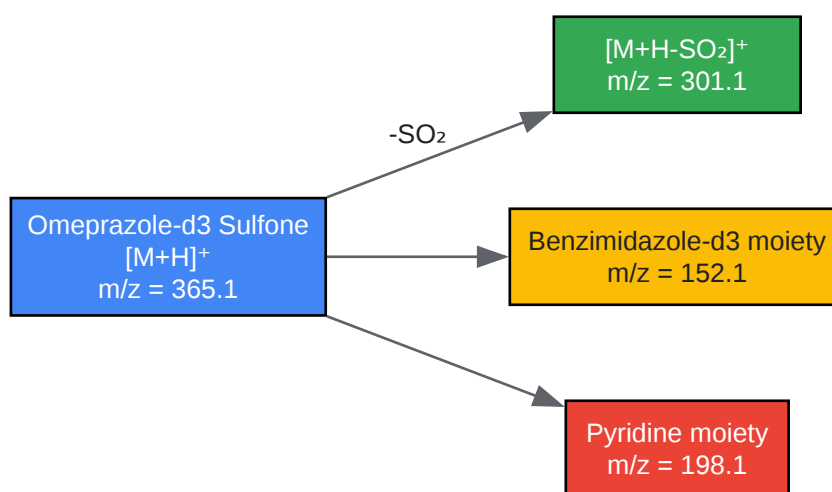 [M+H-SO₂]⁺
m/z = 301.1
-SO₂
Omeprazole-d3 Sulfone
[M+H]⁺
m/z = 365.1
Benzimidazole-d3 moiety
m/z = 152.1
Pyridine moiety
m/z = 198.1